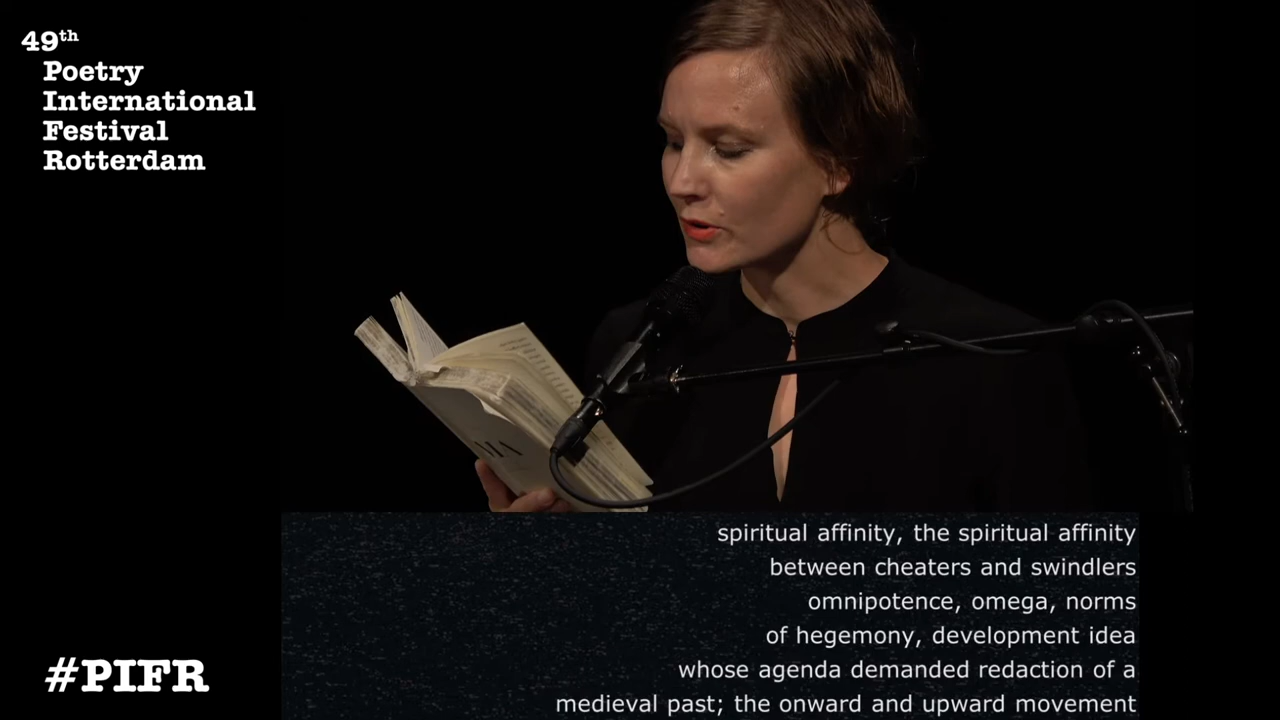 49th
Poetry
International
Festival
Rotterdam
spiritual affinity, the spiritual affinity
between cheaters and swindlers
omnipotence, omega, norms
of hegemony, development idea
whose agenda demanded redaction of a
medieval past; the onward and upward movement
#PIFR